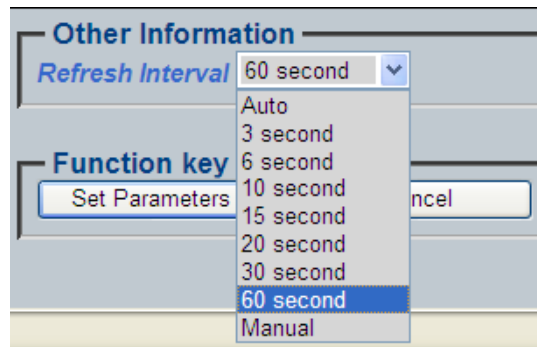 Other Information
Refresh Interval 60 second
Auto
3 second
Function key 6 second
10 second
Set Parameters ncel
15 second
20 second
30 second
60 second
Manual